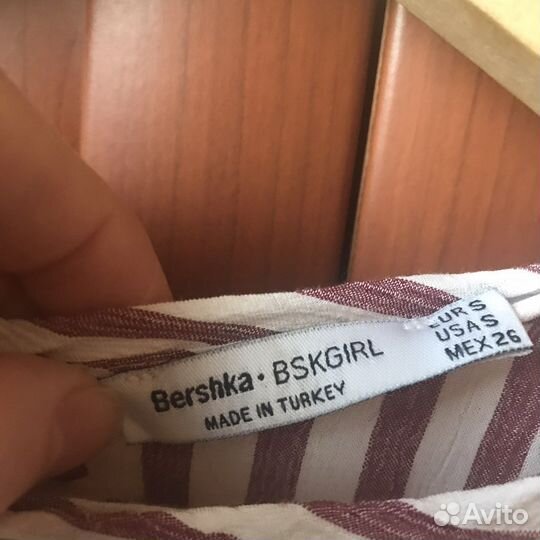 Bershka · BSKGIRL
MADE IN TURKEY
EUR S
USA S
MEX 26
Avito